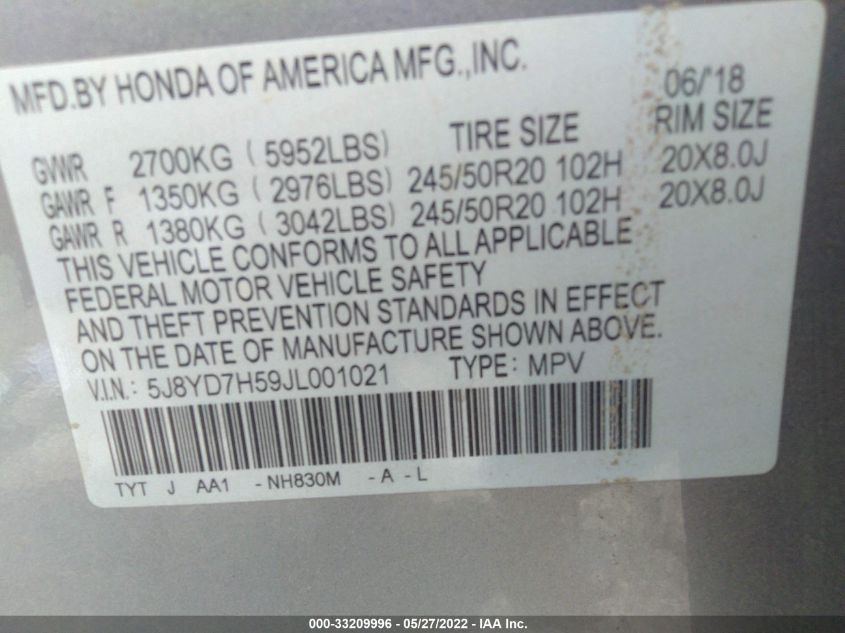 MFD.BY HONDA OF AMERICA MFG.,INC. 06/'18
TIRE SIZE RIM SIZE
GVWR 2700KG ( 5952LBS)
GAWR F 1350KG ( 2976LBS) 245/50R20 102H 20X8.0J
GAWR R 1380KG ( 3042LBS) 245/50R20 102H 20X8.0J
THIS VEHICLE CONFORMS TO ALL APPLICABLE
FEDERAL MOTOR VEHICLE SAFETY
AND THEFT PREVENTION STANDARDS IN EFFECT
ON THE DATE OF MANUFACTURE SHOWN ABOVE.
V.I.N.: 5J8YD7H59JL001021 TYPE: MPV
TYT J AA1 - NH830M - A - L
000-33209996 - 05/27/2022 - IAA Inc.